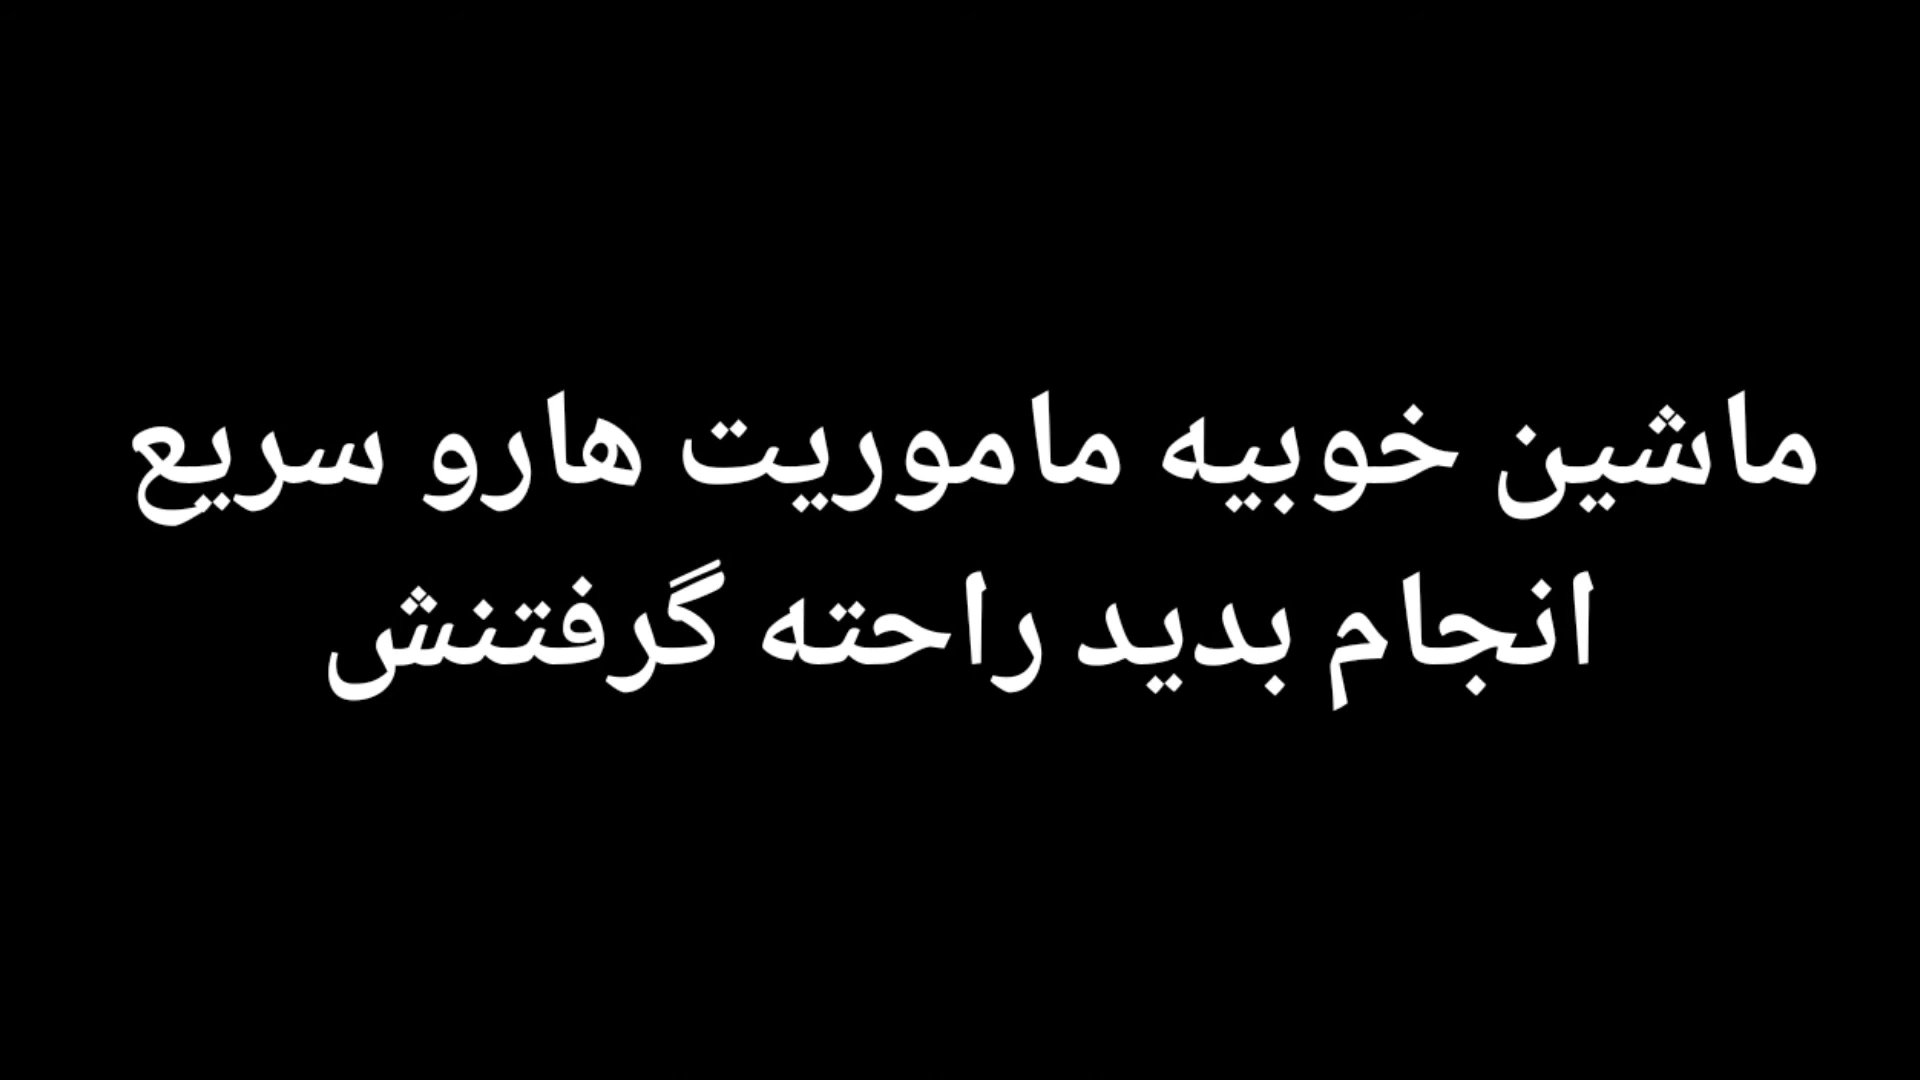 ماشین خوبیه ماموریت هارو سریع
انجام بدید راحته گرفتنش